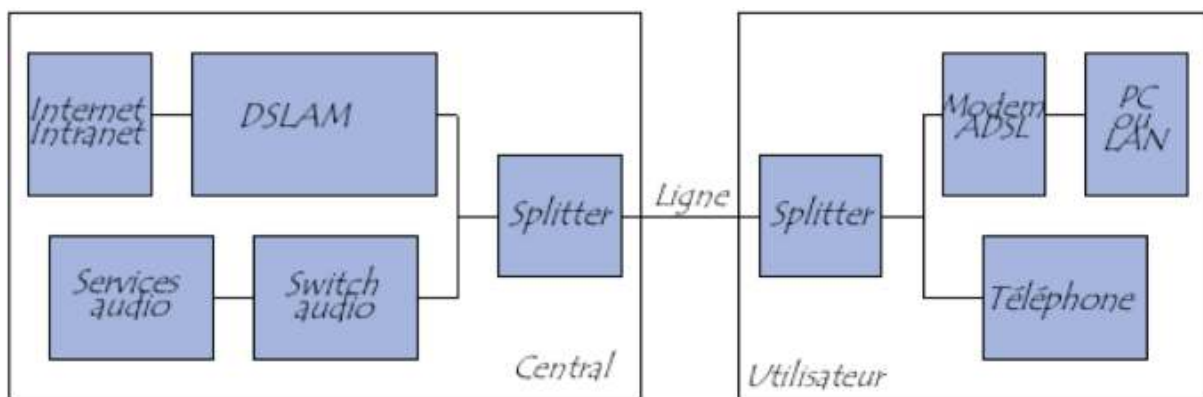 Internet
Intranet
DSLAM
Splitter
Services
audio
Switch
audio
Central
Ligne
Splitter
Modem
ADSL
PC
ou
LAN
Téléphone
Utilisateur